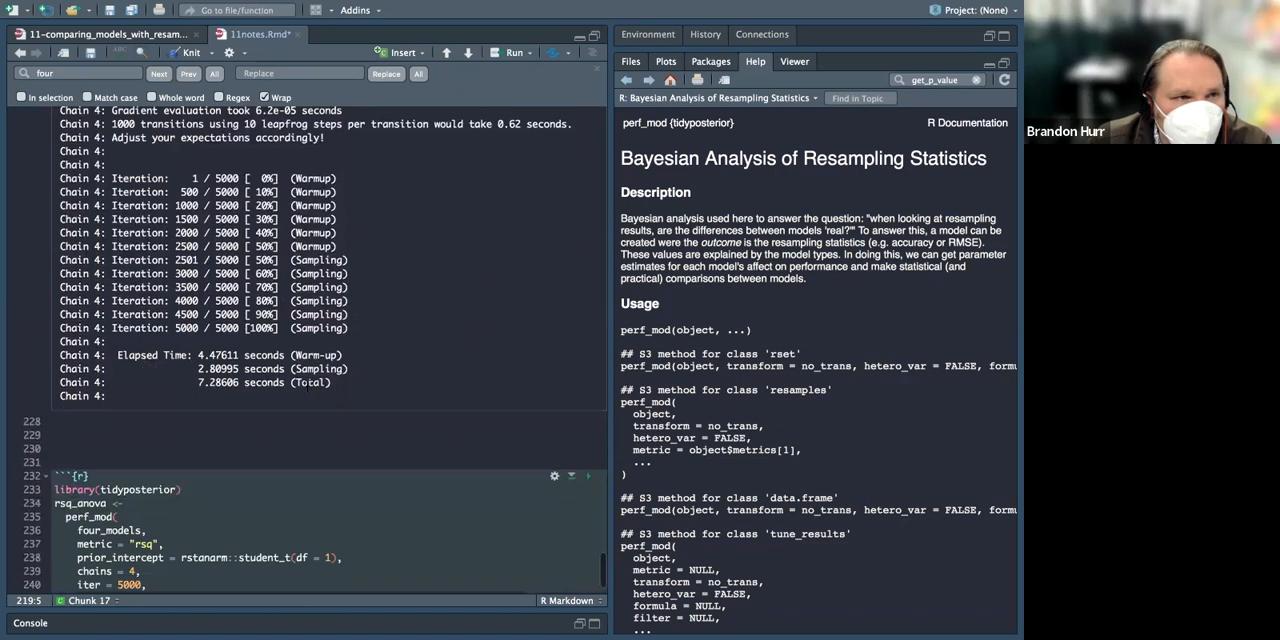 Go to file/function
Addins
Project: (None)
11-comparing_models_with_resam...
11notes.Rmd*
Knit
Insert
Run
four
Next
Prev
All
Replace
Replace
All
In selection
Match case
Whole word
Regex
Wrap
Chain 4: Gradient evaluation took 6.2e-05 seconds
Chain 4: 1000 transitions using 10 leapfrog steps per transition would take 0.62 seconds.
Chain 4: Adjust your expectations accordingly!
Chain 4:
Chain 4:
Chain 4: Iteration:    1 / 5000 [  0%]  (Warmup)
Chain 4: Iteration:  500 / 5000 [ 10%]  (Warmup)
Chain 4: Iteration: 1000 / 5000 [ 20%]  (Warmup)
Chain 4: Iteration: 1500 / 5000 [ 30%]  (Warmup)
Chain 4: Iteration: 2000 / 5000 [ 40%]  (Warmup)
Chain 4: Iteration: 2500 / 5000 [ 50%]  (Warmup)
Chain 4: Iteration: 2501 / 5000 [ 50%]  (Sampling)
Chain 4: Iteration: 3000 / 5000 [ 60%]  (Sampling)
Chain 4: Iteration: 3500 / 5000 [ 70%]  (Sampling)
Chain 4: Iteration: 4000 / 5000 [ 80%]  (Sampling)
Chain 4: Iteration: 4500 / 5000 [ 90%]  (Sampling)
Chain 4: Iteration: 5000 / 5000 [100%]  (Sampling)
Chain 4:
Chain 4:  Elapsed Time: 4.47611 seconds (Warm-up)
Chain 4:                2.80995 seconds (Sampling)
Chain 4:                7.28606 seconds (Total)
Chain 4:
228
229
230
231
232 ```{r}
233 library(tidyposterior)
234 rsq_anova <-
235   perf_mod(
236     four_models,
237     metric = "rsq",
238     prior_intercept = rstanarm::student_t(df = 1),
239     chains = 4,
240     iter = 5000,
219:5
Chunk 17
R Markdown
Console
Environment
History
Connections
Files
Plots
Packages
Help
Viewer
get_p_value
R: Bayesian Analysis of Resampling Statistics
Find in Topic
perf_mod {tidyposterior}
R Documentation
Bayesian Analysis of Resampling Statistics
Description
Bayesian analysis used here to answer the question: "when looking at resampling
results, are the differences between models 'real?'" To answer this, a model can be
created were the outcome is the resampling statistics (e.g. accuracy or RMSE).
These values are explained by the model types. In doing this, we can get parameter
estimates for each model's affect on performance and make statistical (and
practical) comparisons between models.
Usage
perf_mod(object, ...)
## S3 method for class 'rset'
perf_mod(object, transform = no_trans, hetero_var = FALSE, formu
## S3 method for class 'resamples'
perf_mod(
  object,
  transform = no_trans,
  hetero_var = FALSE,
  metric = object$metrics[1],
  ...
)
## S3 method for class 'data.frame'
perf_mod(object, transform = no_trans, hetero_var = FALSE, formu
## S3 method for class 'tune_results'
perf_mod(
  object,
  metric = NULL,
  transform = no_trans,
  hetero_var = FALSE,
  formula = NULL,
  filter = NULL,
  ...
Brandon Hurr